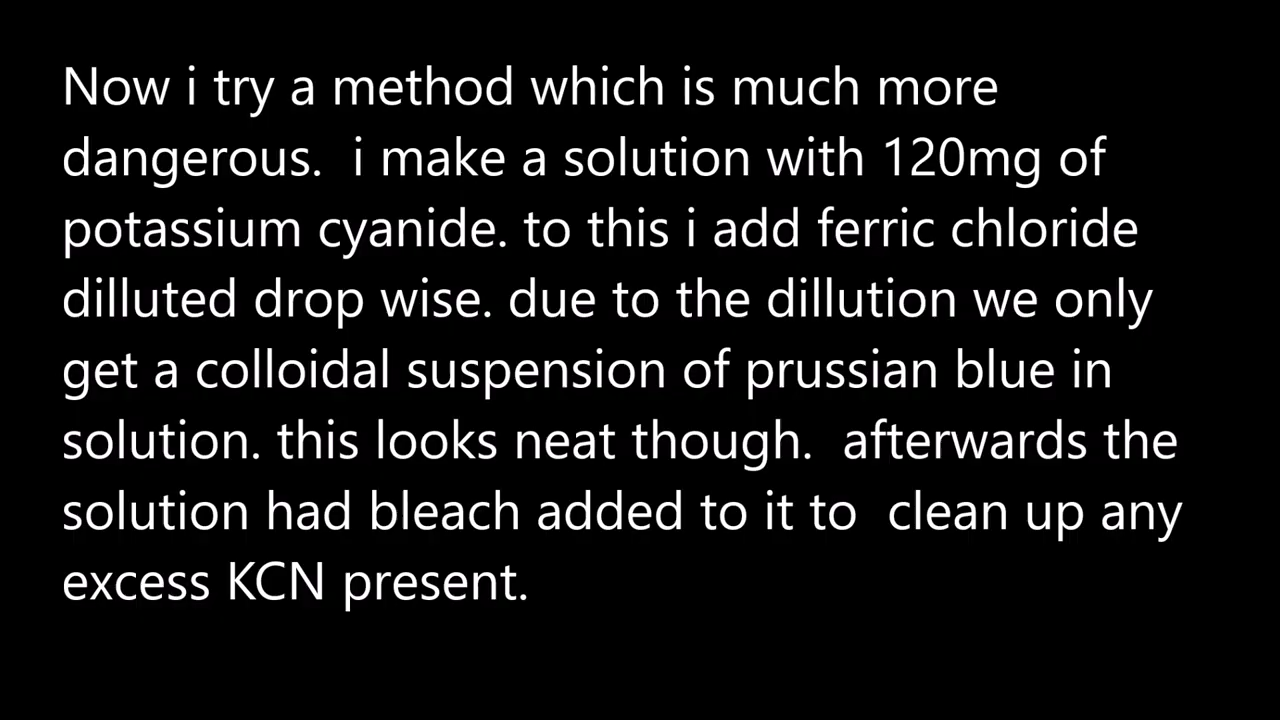 Now i try a method which is much more
dangerous.  i make a solution with 120mg of
potassium cyanide. to this i add ferric chloride
dilluted drop wise. due to the dillution we only
get a colloidal suspension of prussian blue in
solution. this looks neat though.  afterwards the
solution had bleach added to it to  clean up any
excess KCN present.